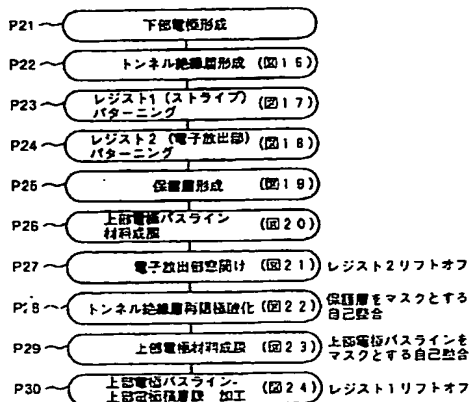 P21 下部電極形成
P22 トンネル絶縁層形成 (図16)
P23 レジスト1 (ストライプ) (図17)
パターニング
P24 レジスト2 (電子放出部) (図18)
パターニング
P25 保護層形成 (図19)
P26 上部電極バスライン (図20)
材料成膜
P27 電子放出部窓開け (図21) レジスト2リフトオフ
P28 トンネル絶縁層再陽極酸化 (図22) 保護層をマスクとする
自己整合
P29 上部電極材料成膜 (図23) 上部電極バスラインを
マスクとする自己整合
P30 上部電極バスライン- (図24) レジスト1リフトオフ
上部電極積層膜 加工